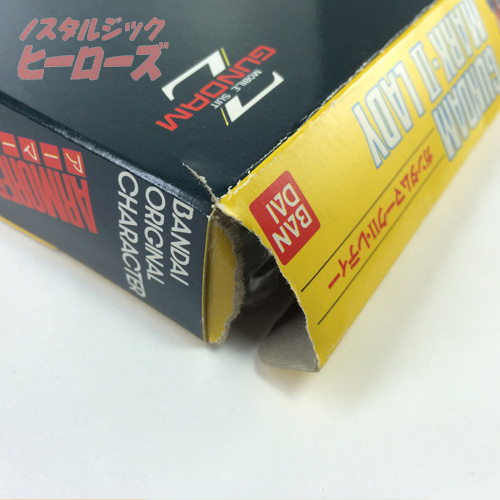 ノスタルジック
ヒーローズ
MOBILE SUIT
Z
GUNDAM
GUNDAM
MARK-II LADY
ガンダムマークII・レディー
BAN
DAI
BANDAI
ORIGINAL
CHARACTER